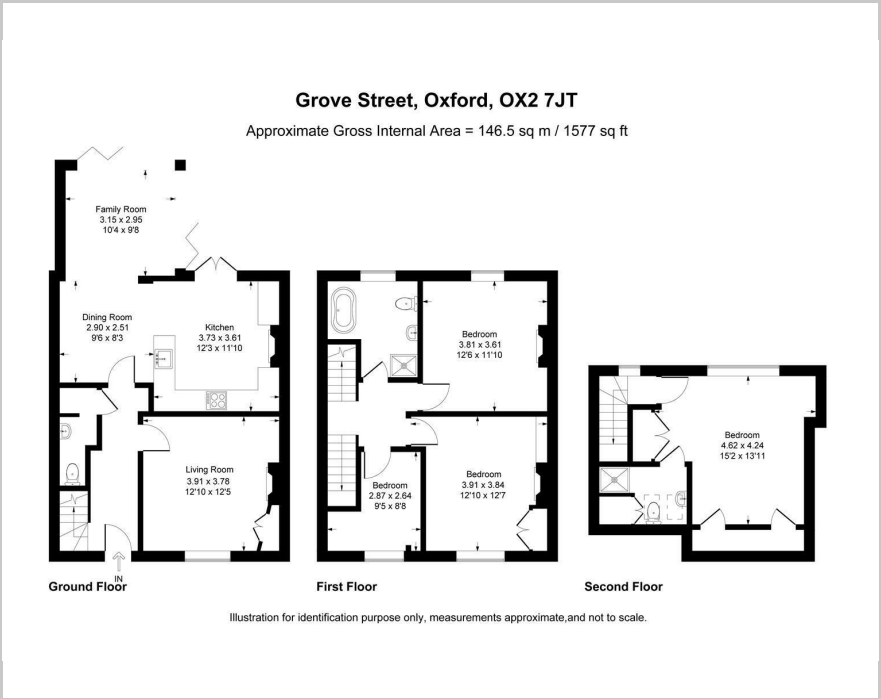 Grove Street, Oxford, OX2 7JT
Approximate Gross Internal Area = 146.5 sq m / 1577 sq ft
Family Room
3.15 x 2.95
10'4 x 9'8
Dining Room
2.90 x 2.51
9'6 x 8'3
Kitchen
3.73 x 3.61
12'3 x 11'10
Living Room
3.91 x 3.78
12'10 x 12'5
IN
Ground Floor
Bedroom
3.81 x 3.61
12'6 x 11'10
Bedroom
3.91 x 3.84
12'10 x 12'7
Bedroom
2.87 x 2.64
9'5 x 8'8
First Floor
Bedroom
4.62 x 4.24
15'2 x 13'11
Second Floor
Illustration for identification purpose only, measurements approximate,and not to scale.